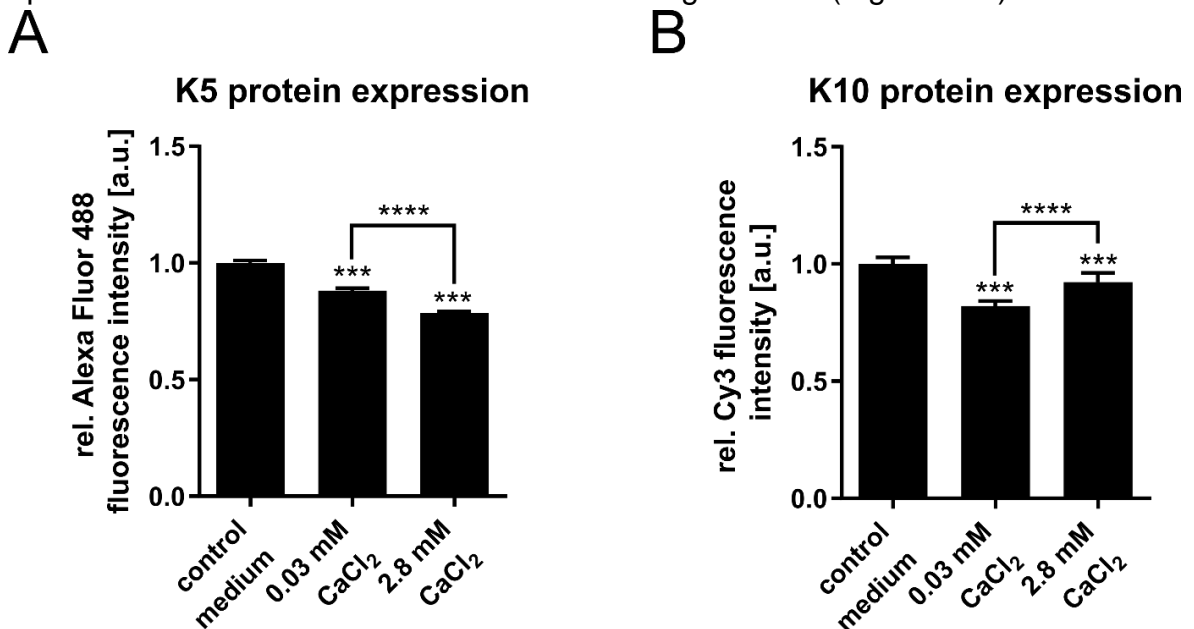 A
K5 protein expression
rel. Alexa Fluor 488
fluorescence intensity [a.u.]
1.5
1.0
0.5
0.0
****
***
***
control
medium
0.03 mM
CaCl₂
2.8 mM
CaCl₂
B
K10 protein expression
rel. Cy3 fluorescence
intensity [a.u.]
1.5
1.0
0.5
0.0
****
***
***
control
medium
0.03 mM
CaCl₂
2.8 mM
CaCl₂